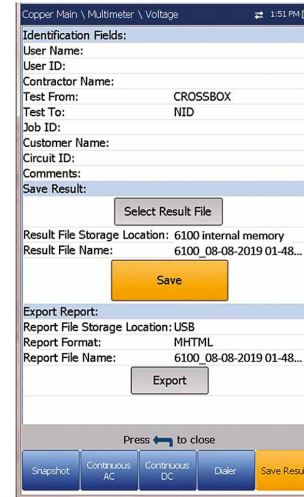 Copper Main \ Multimeter \ Voltage 1:51 PM
Identification Fields:
User Name:
User ID:
Contractor Name:
Test From: CROSSBOX
Test To: NID
Job ID:
Customer Name:
Circuit ID:
Comments:
Save Result:
Select Result File
Result File Storage Location: 6100 internal memory
Result File Name: 6100_08-08-2019 01-48...
Save
Export Report:
Report File Storage Location: USB
Report Format: MHTML
Report File Name: 6100_08-08-2019 01-48...
Export
Press to close
Snapshot
Continuous AC
Continuous DC
Dialer
Save Resul